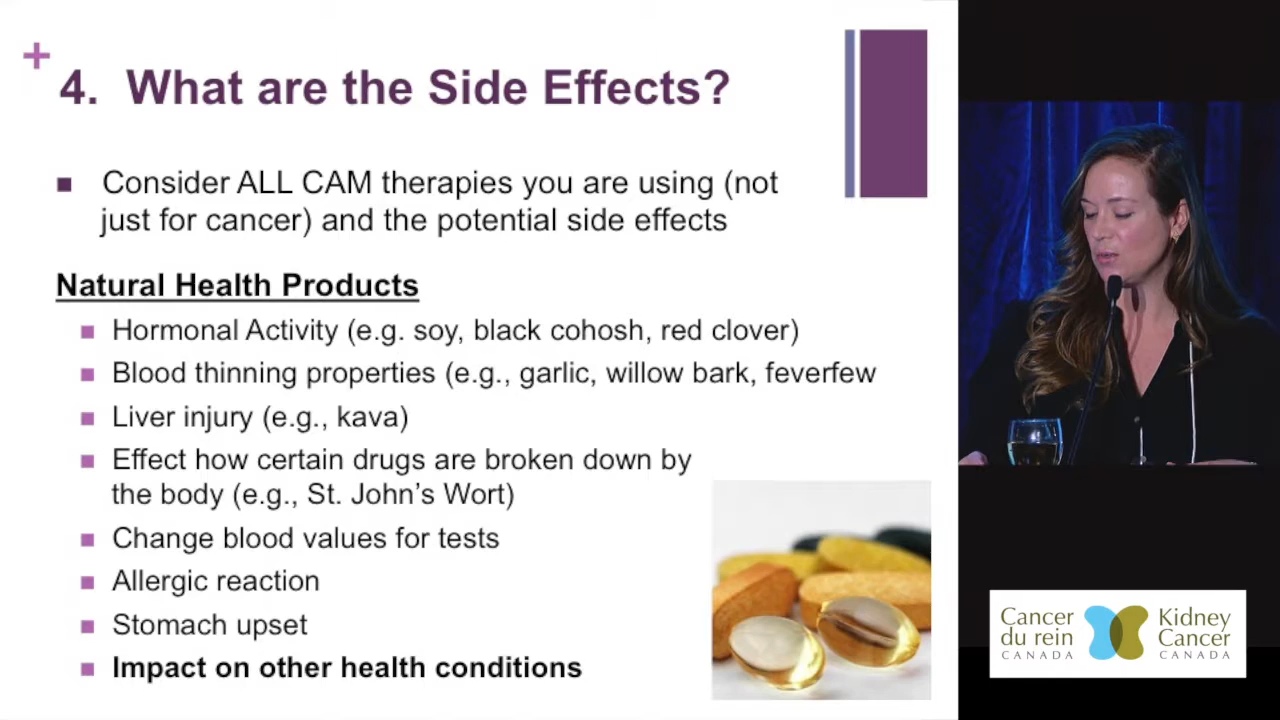 +
4. What are the Side Effects?
Consider ALL CAM therapies you are using (not
just for cancer) and the potential side effects
Natural Health Products
Hormonal Activity (e.g. soy, black cohosh, red clover)
Blood thinning properties (e.g., garlic, willow bark, feverfew
Liver injury (e.g., kava)
Effect how certain drugs are broken down by
the body (e.g., St. John’s Wort)
Change blood values for tests
Allergic reaction
Stomach upset
Impact on other health conditions
Cancer
du rein
CANADA
Kidney
Cancer
CANADA